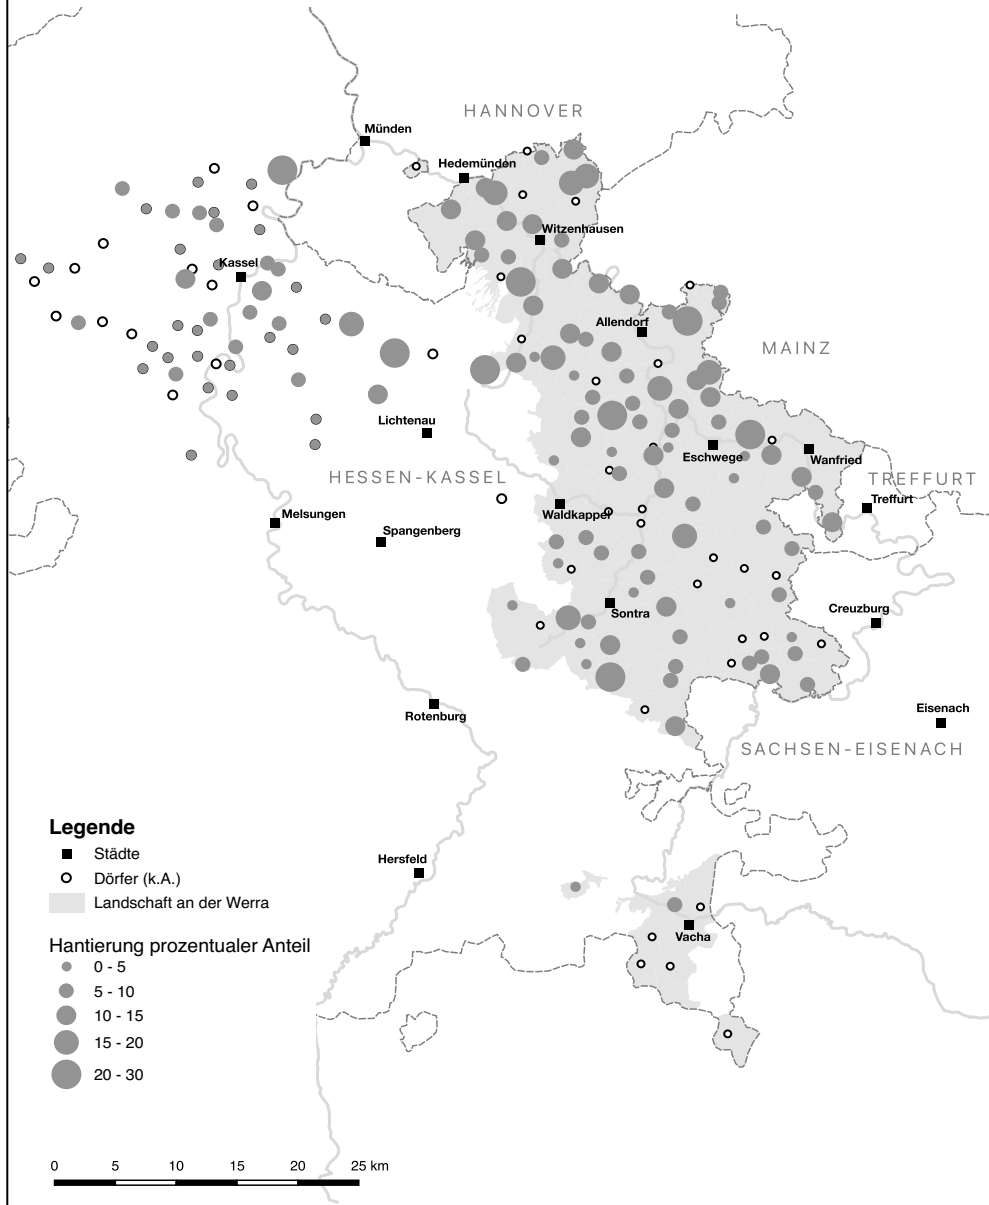 HANNOVER
Münden
Hedemünden
Witzenhausen
Kassel
Allendorf
MAINZ
Lichtenau
Eschwege
Wanfried
HESSEN-KASSEL
TREFFURT
Treffurt
Waldkappel
Melsungen
Spangenberg
Creuzburg
Sontra
Rotenburg
Eisenach
SACHSEN-EISENACH
Hersfeld
Vacha
Legende
Städte
Dörfer (k.A.)
Landschaft an der Werra
Hantierung prozentualer Anteil
0 - 5
5 - 10
10 - 15
15 - 20
20 - 30
0 5 10 15 20 25 km